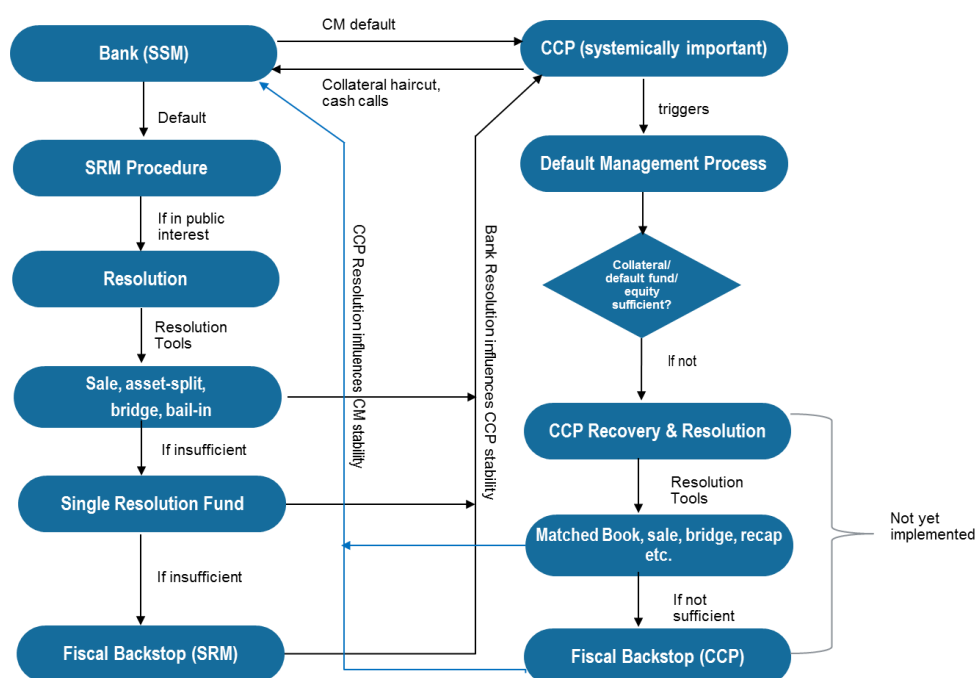 Bank (SSM)
CM default
CCP (systemically important)
Collateral haircut,
cash calls
Default
triggers
SRM Procedure
Default Management Process
If in public
interest
Resolution
Collateral/
default fund/
equity
sufficient?
CCP Resolution influences CM stability
Bank Resolution influences CCP stability
Resolution
Tools
If not
Sale, asset-split,
bridge, bail-in
CCP Recovery & Resolution
If insufficient
Resolution
Tools
Single Resolution Fund
Matched Book, sale, bridge, recap
etc.
Not yet
implemented
If insufficient
If not
sufficient
Fiscal Backstop (SRM)
Fiscal Backstop (CCP)